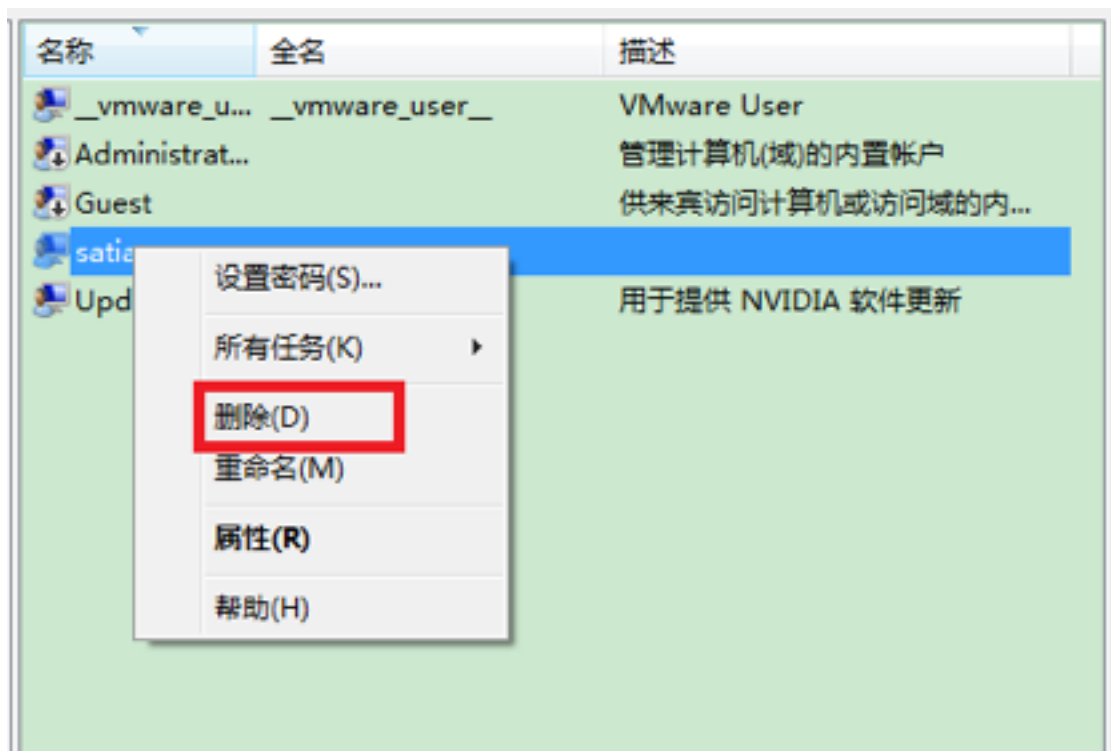 名称 全名 描述
__vmware_u... __vmware_user__ VMware User
Administrat... 管理计算机(域)的内置帐户
Guest 供来宾访问计算机或访问域的内...
satia
Upd 用于提供 NVIDIA 软件更新
设置密码(S)...
所有任务(K)
删除(D)
重命名(M)
属性(R)
帮助(H)